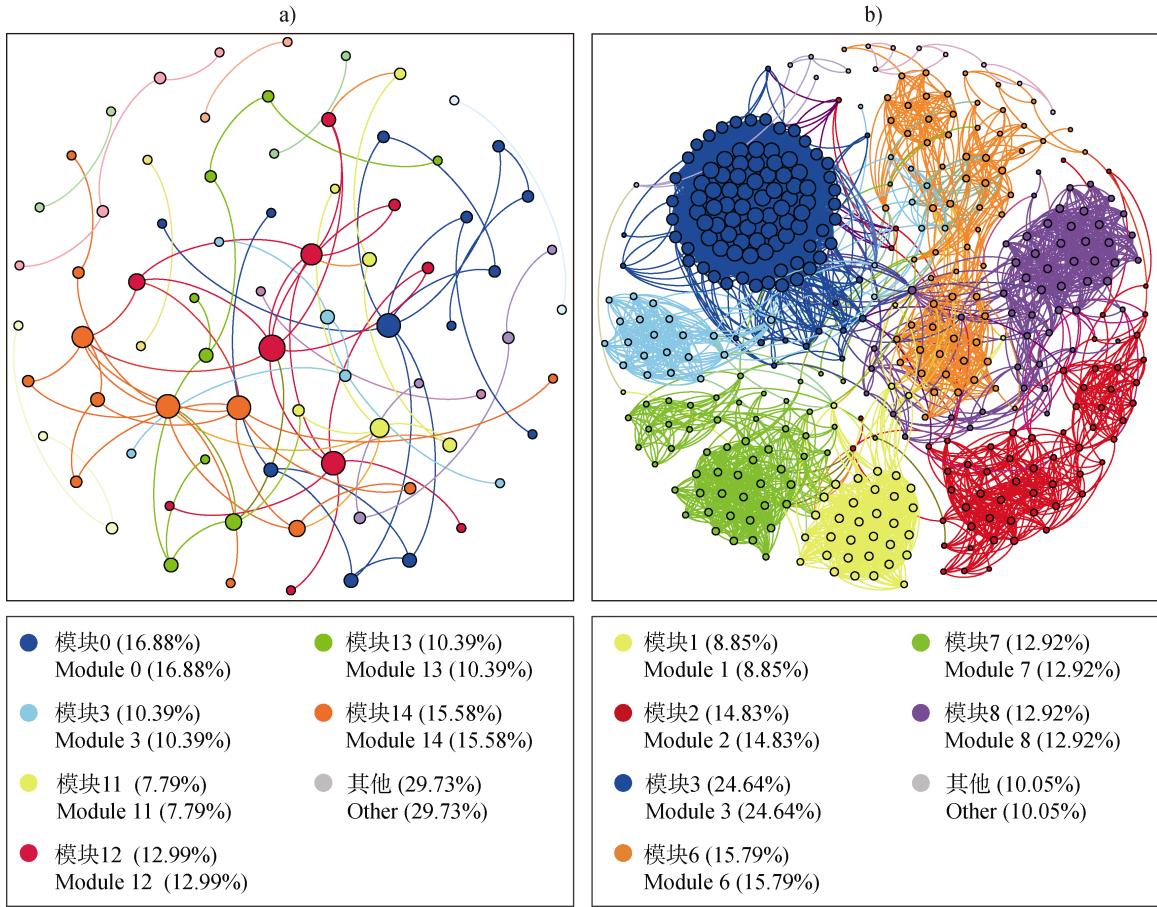 a)
b)
模块0 (16.88%)
Module 0 (16.88%)
模块3 (10.39%)
Module 3 (10.39%)
模块11 (7.79%)
Module 11 (7.79%)
模块12 (12.99%)
Module 12 (12.99%)
模块13 (10.39%)
Module 13 (10.39%)
模块14 (15.58%)
Module 14 (15.58%)
其他 (29.73%)
Other (29.73%)
模块1 (8.85%)
Module 1 (8.85%)
模块2 (14.83%)
Module 2 (14.83%)
模块3 (24.64%)
Module 3 (24.64%)
模块6 (15.79%)
Module 6 (15.79%)
模块7 (12.92%)
Module 7 (12.92%)
模块8 (12.92%)
Module 8 (12.92%)
其他 (10.05%)
Other (10.05%)